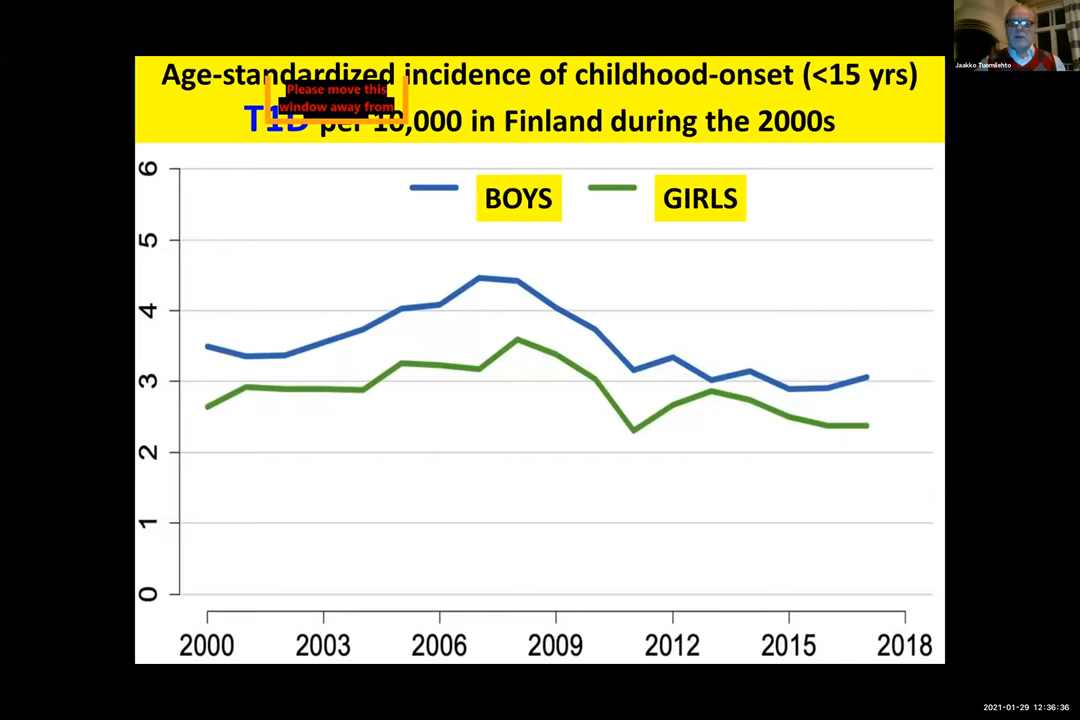 Age-standardized incidence of childhood-onset (<15 yrs)
Please move this
window away from
T1D per 10,000 in Finland during the 2000s
Jaakko Tuomilehto
BOYS
GIRLS
6
5
4
3
2
1
0
2000 2003 2006 2009 2012 2015 2018
2021-01-29 12:36:36